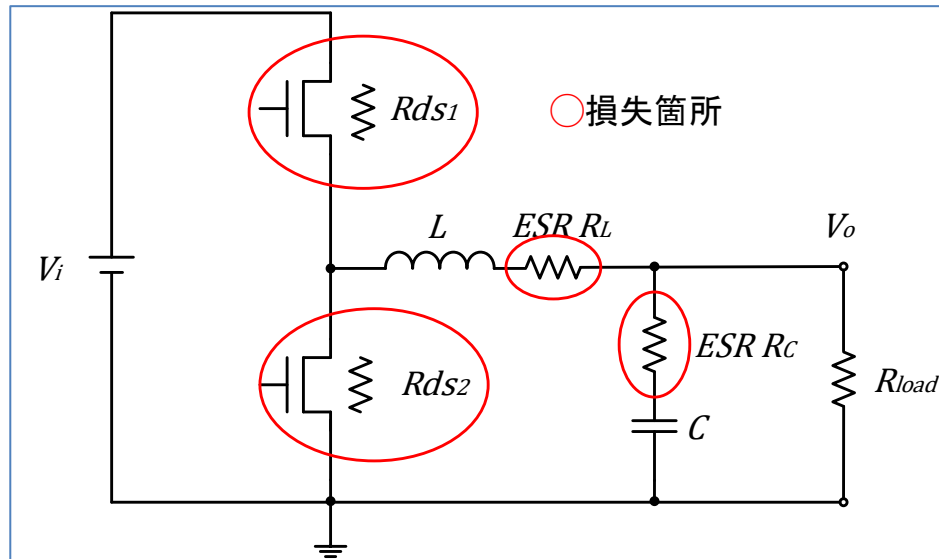 Rds1
○損失箇所
L
ESR RL
Vo
Vi
Rds2
ESR RC
Rload
C